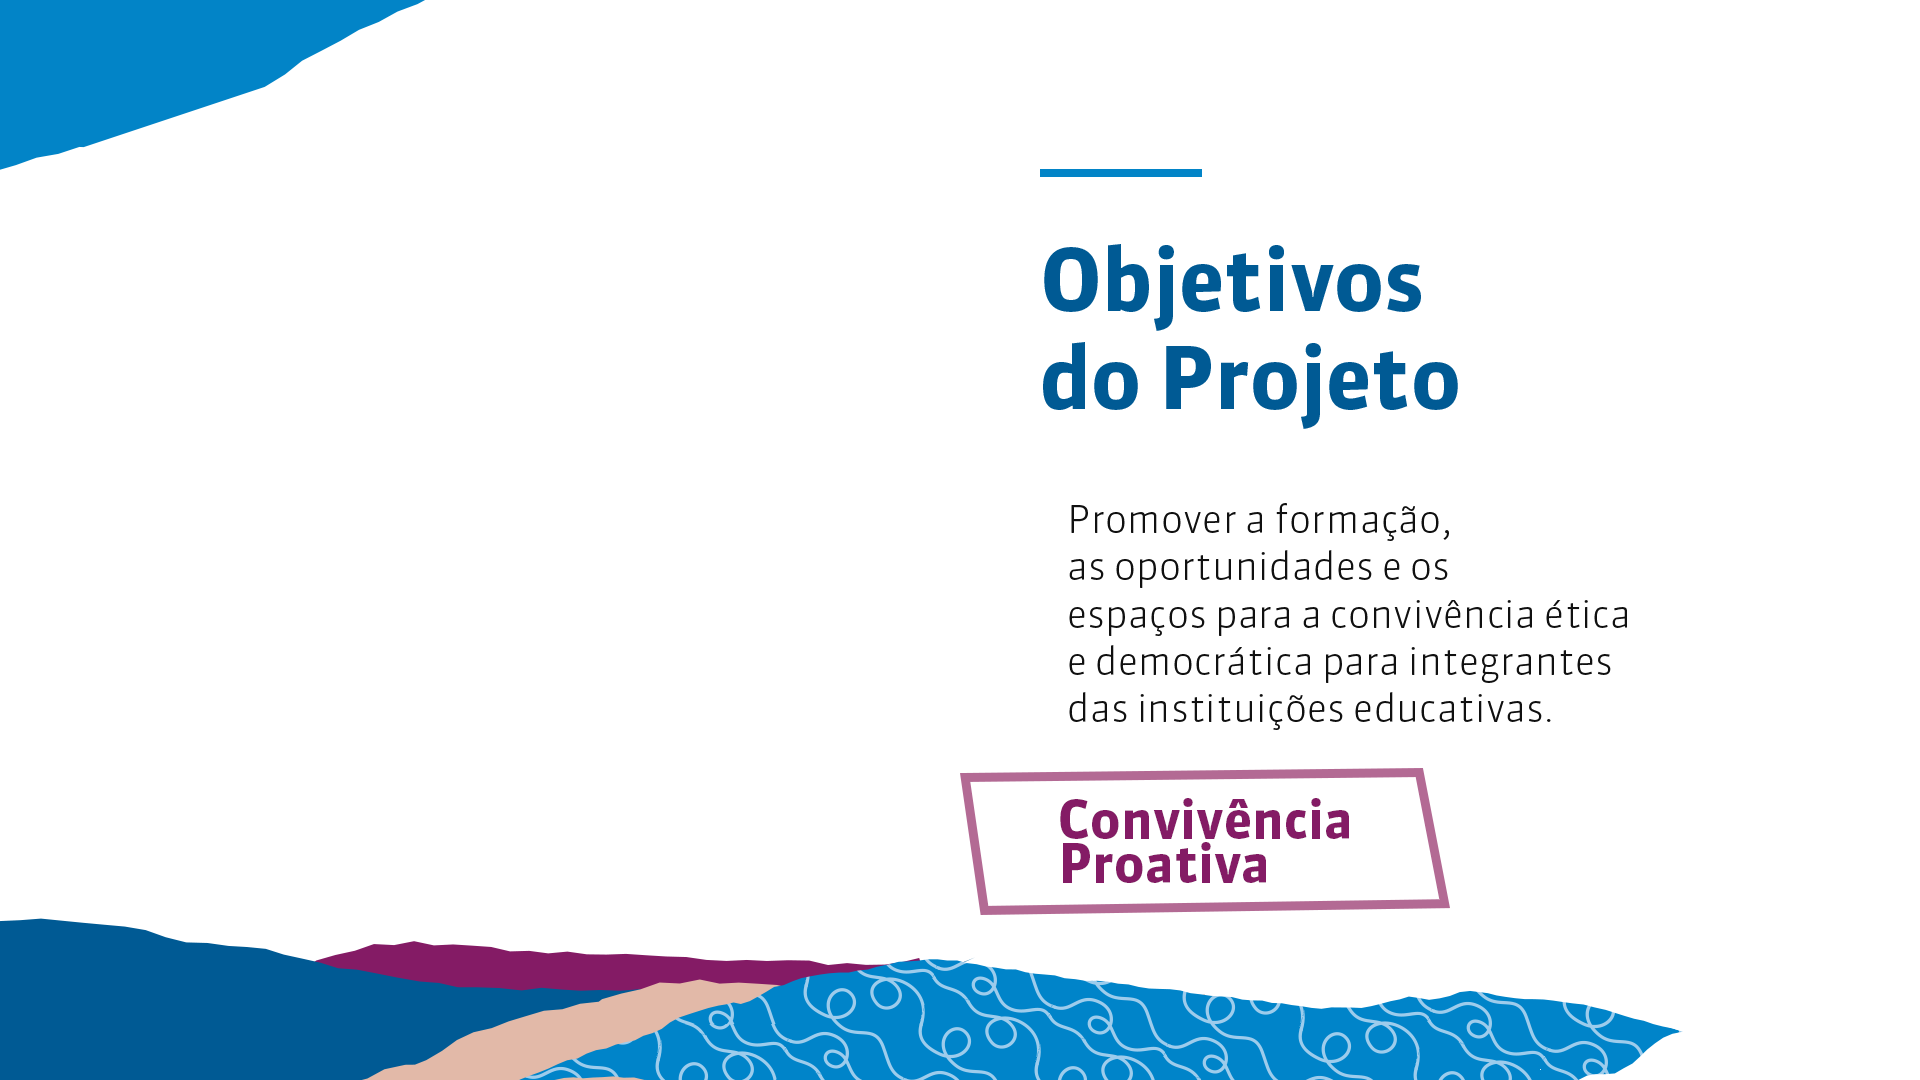 Objetivos
do Projeto
Promover a formação,
as oportunidades e os
espaços para a convivência ética
e democrática para integrantes
das instituições educativas.
Convivência
Proativa